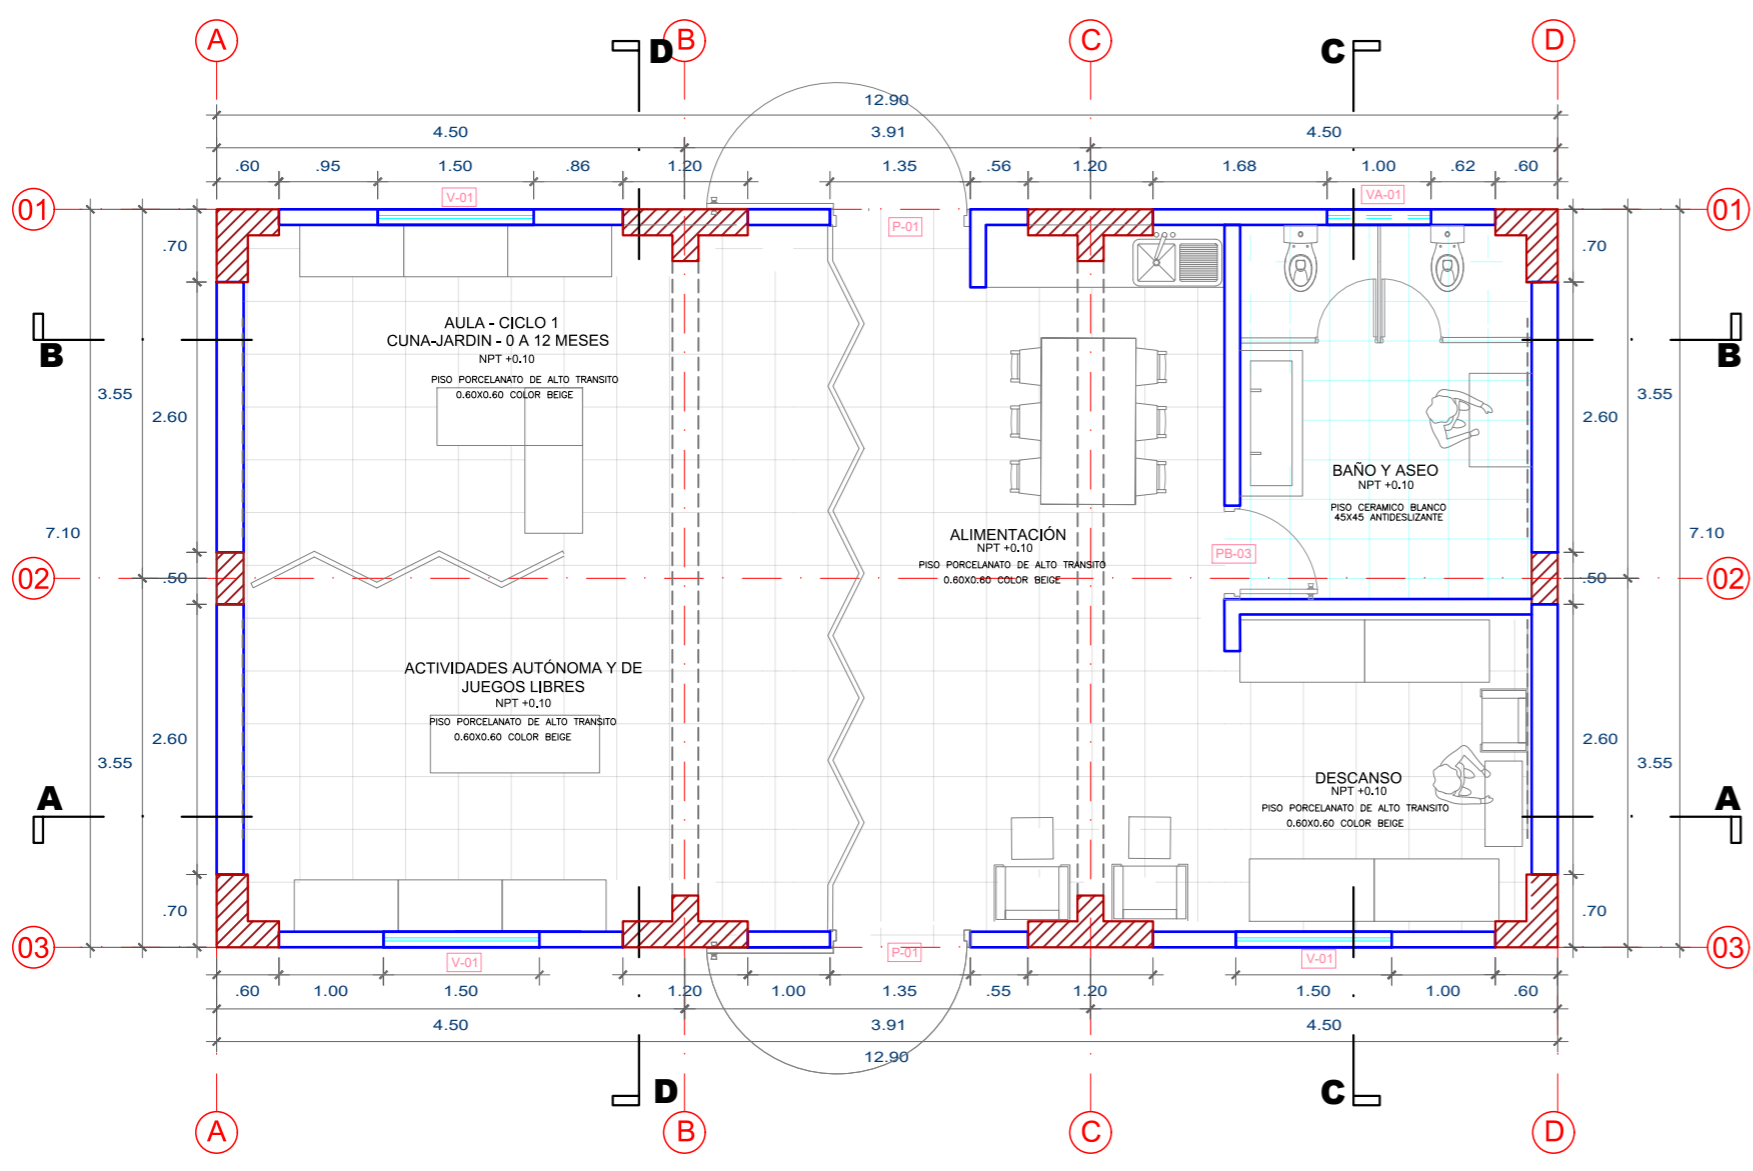 A D B C C D
12.90
4.50 3.91 4.50
.60 .95 1.50 .86 1.20 1.35 .56 1.20 1.68 1.00 .62 .60
V-01 VA-01
01 01
P-01
.70 .70
AULA - CICLO 1
CUNA-JARDIN - 0 A 12 MESES
NPT +0.10
PISO PORCELANATO DE ALTO TRANSITO
0.60X0.60 COLOR BEIGE
B B
3.55 2.60 2.60 3.55
BAÑO Y ASEO
NPT +0.10
PISO CERAMICO BLANCO
45X45 ANTIDESLIZANTE
7.10 7.10
ALIMENTACIÓN
NPT +0.10
PISO PORCELANATO DE ALTO TRANSITO
0.60X0.60 COLOR BEIGE
PB-03
02 .50 .50 02
ACTIVIDADES AUTÓNOMA Y DE
JUEGOS LIBRES
NPT +0.10
PISO PORCELANATO DE ALTO TRANSITO
0.60X0.60 COLOR BEIGE
3.55 2.60 2.60 3.55
DESCANSO
NPT +0.10
PISO PORCELANATO DE ALTO TRANSITO
0.60X0.60 COLOR BEIGE
A A
.70 .70
03 03
V-01 P-01 V-01
.60 1.00 1.50 1.20 1.00 1.35 .55 1.20 1.50 1.00 .60
4.50 3.91 4.50
12.90
D C
A B C D